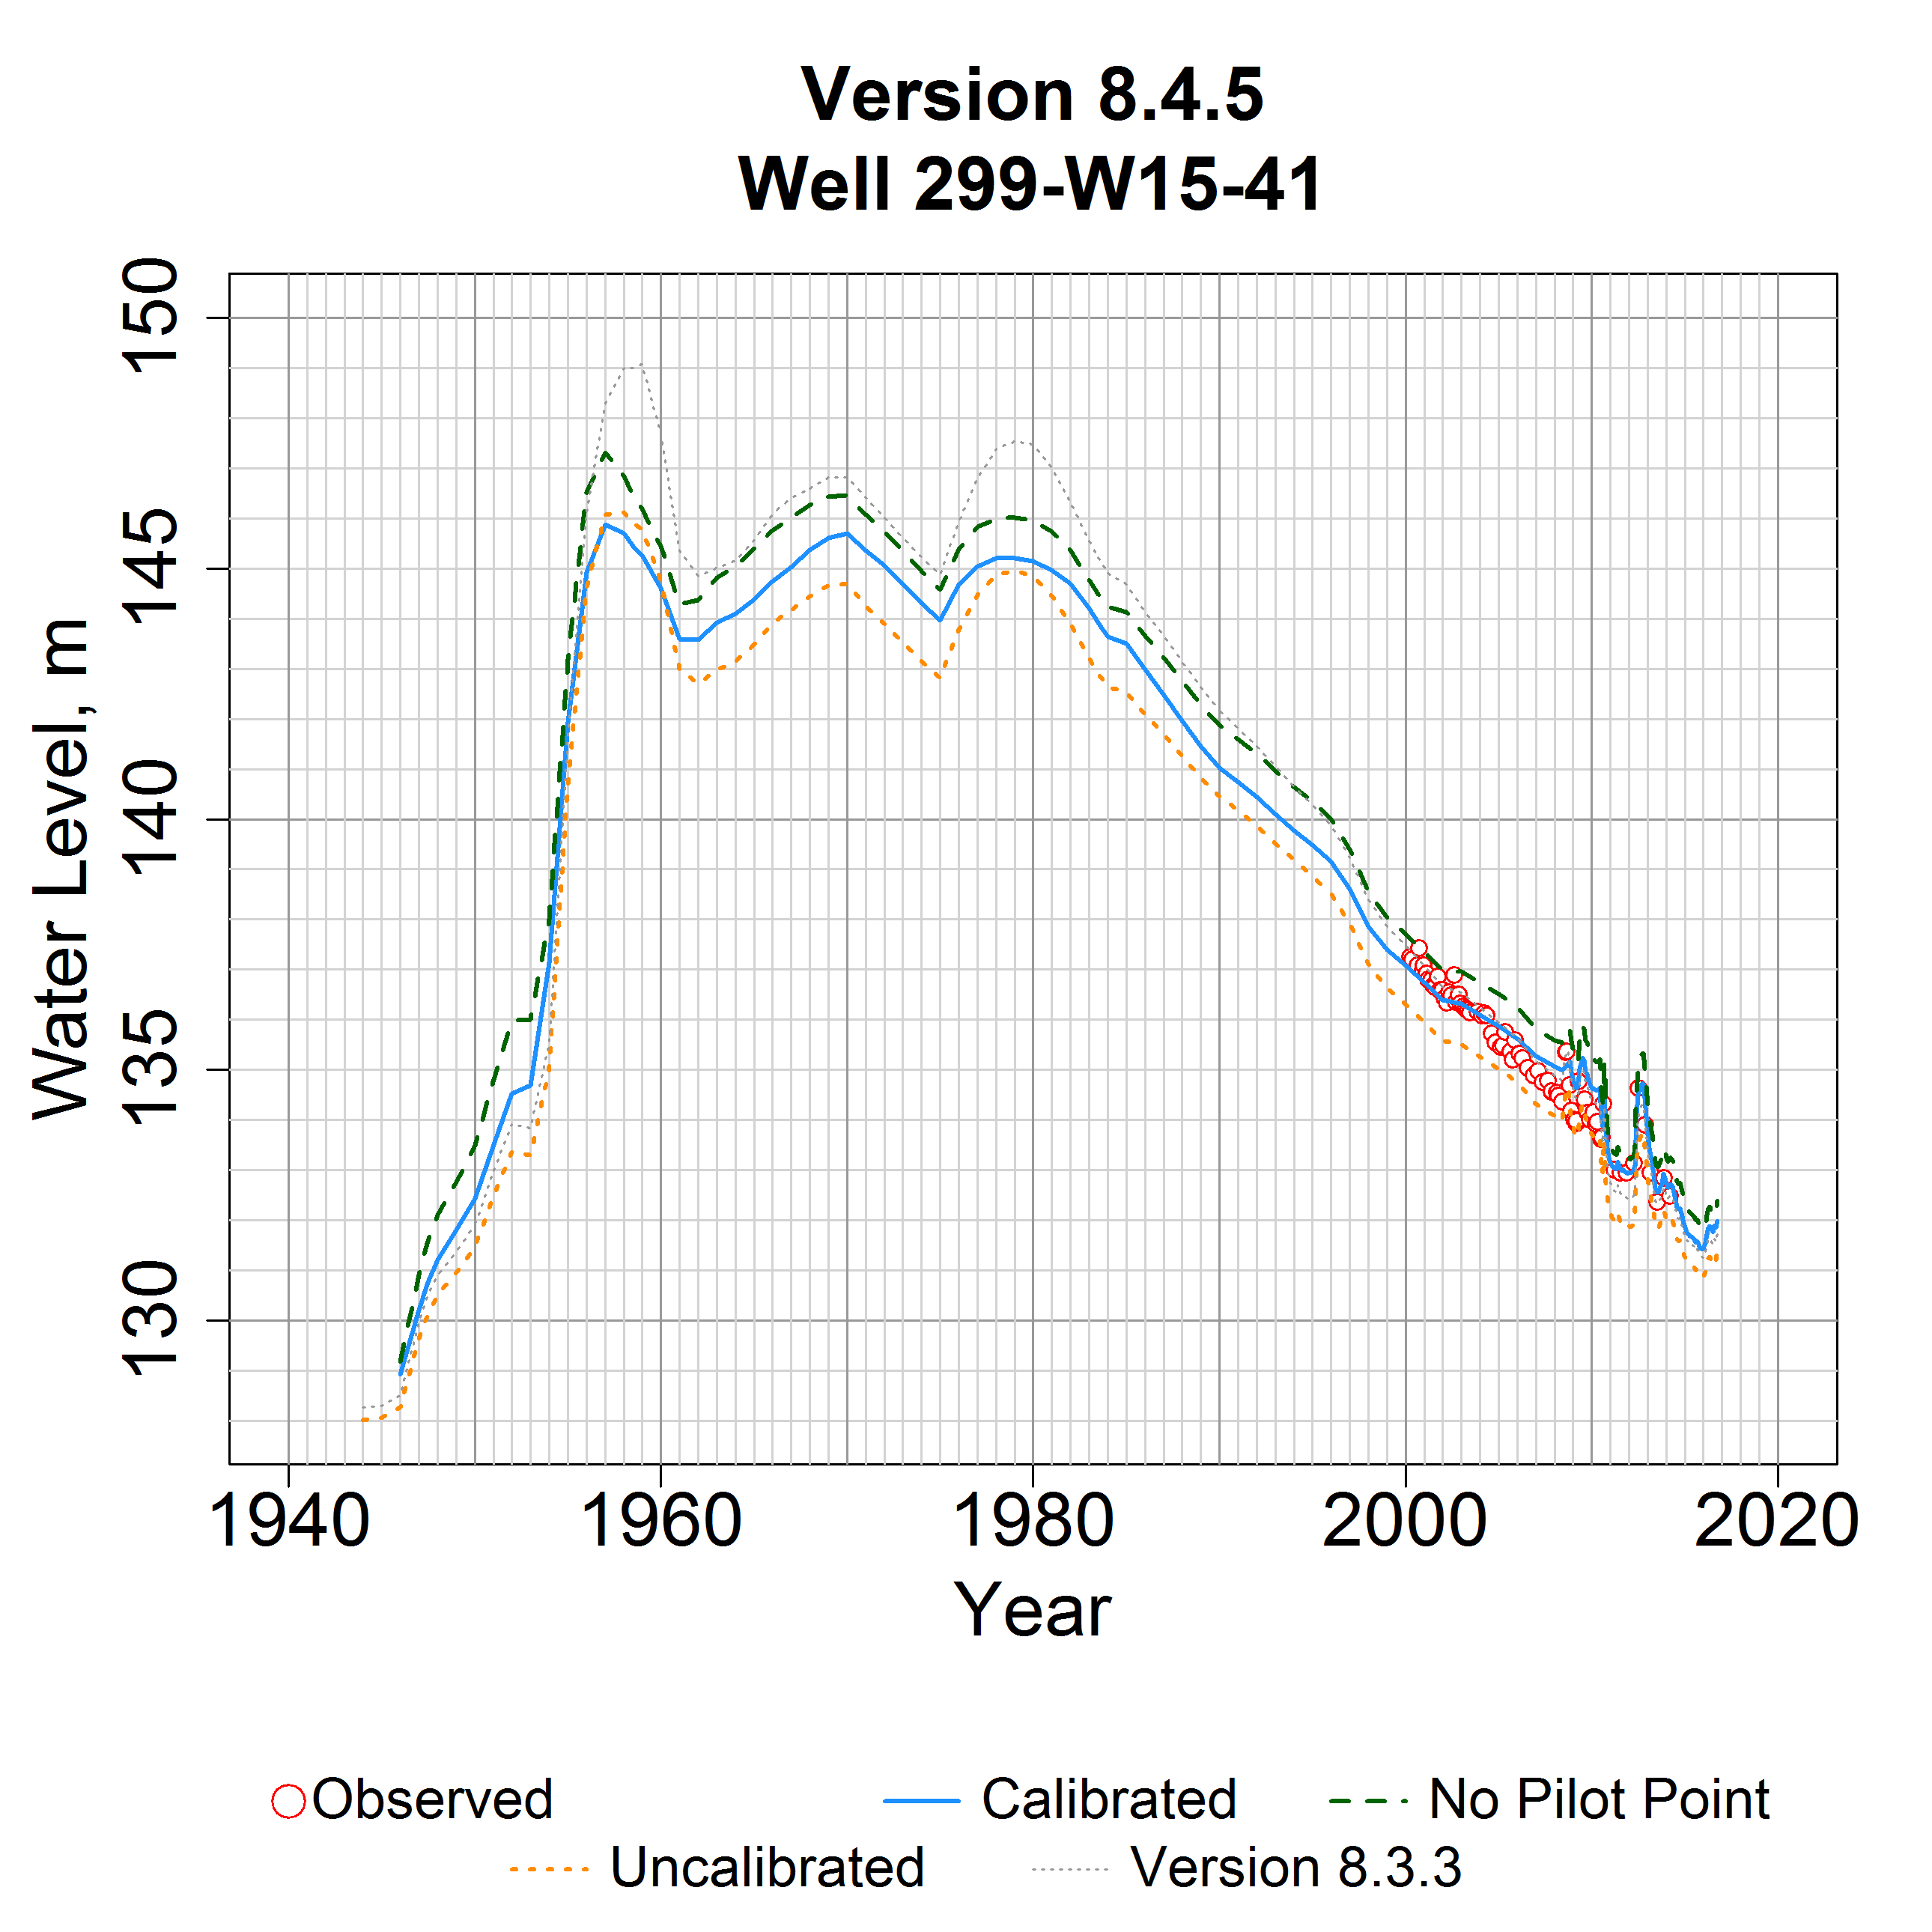 Version 8.4.5
Well 299-W15-41
Water Level, m
150
145
140
135
130
1940 1960 1980 2000 2020
Year
Observed Calibrated No Pilot Point
Uncalibrated Version 8.3.3